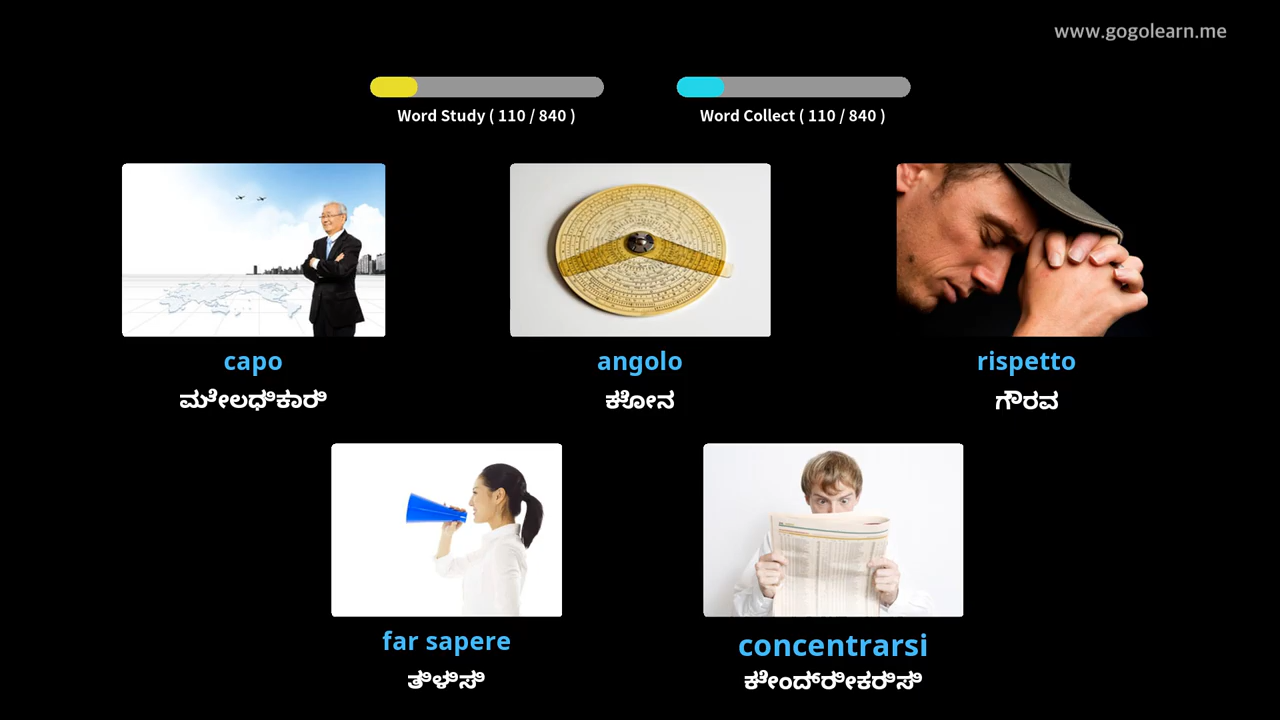 www.gogolearn.me
Word Study ( 110 / 840 )
Word Collect ( 110 / 840 )
capo
ಮೇಲಧಿಕಾರಿ
angolo
ಕೋನ
rispetto
ಗೌರವ
far sapere
ತಿಳಿಸಿ
concentrarsi
ಕೇಂದ್ರೀಕರಿಸಿ